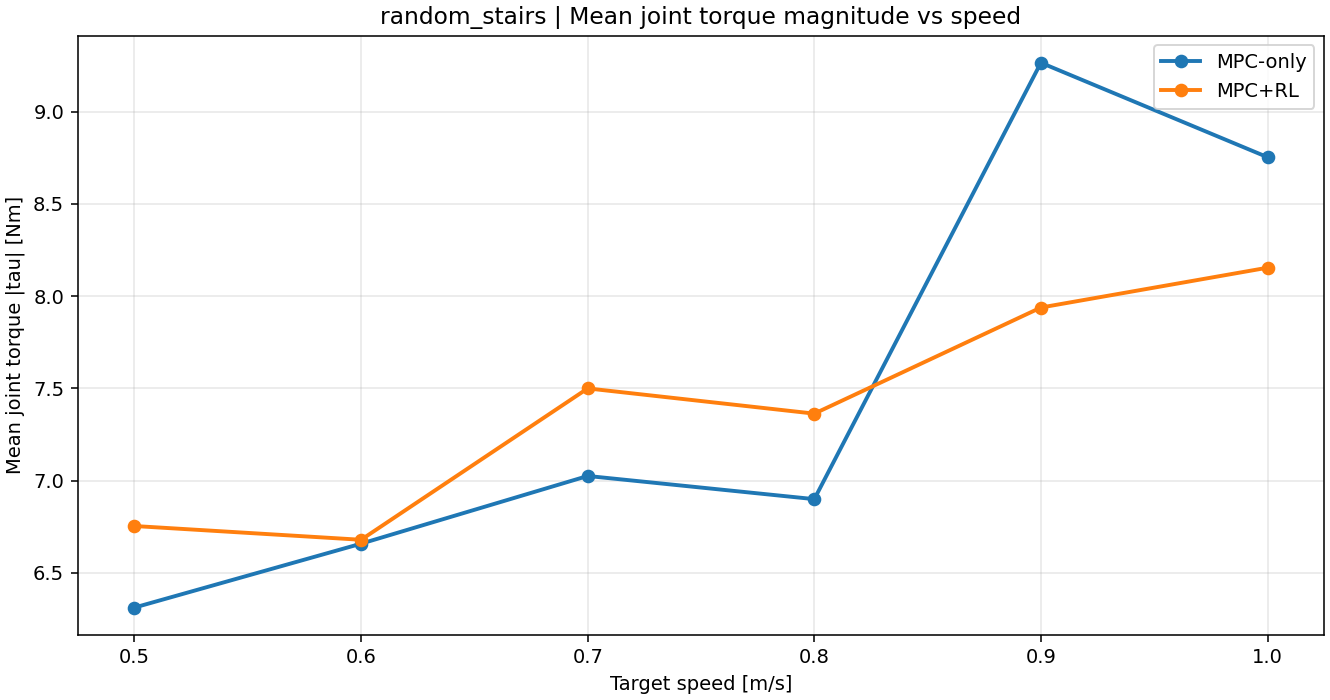 random_stairs | Mean joint torque magnitude vs speed
MPC-only
MPC+RL
Mean joint torque |tau| [Nm]
9.0
8.5
8.0
7.5
7.0
6.5
0.5 0.6 0.7 0.8 0.9 1.0
Target speed [m/s]